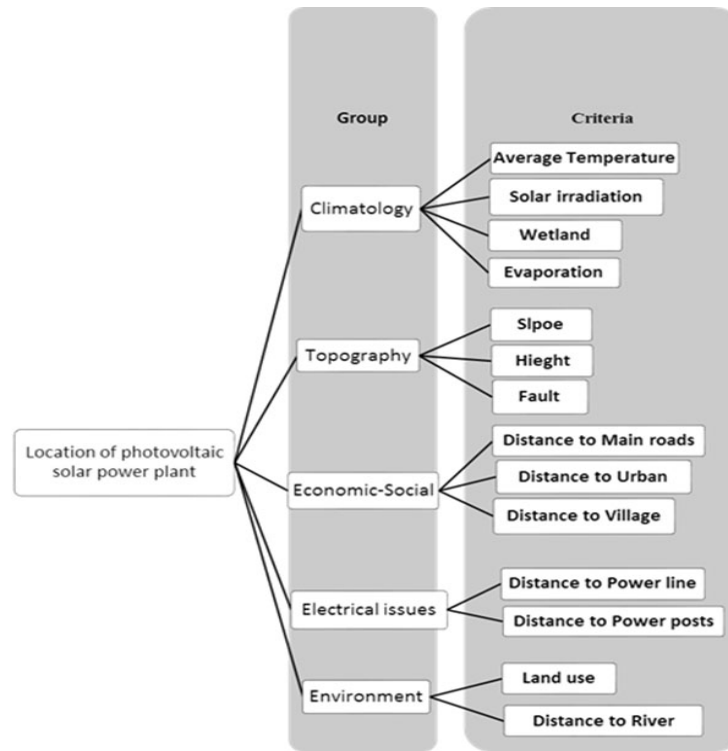 Group
Criteria
Average Temperature
Climatology
Solar irradiation
Wetland
Evaporation
Slpoe
Topography
Hieght
Fault
Location of photovoltaic
solar power plant
Distance to Main roads
Economic-Social
Distance to Urban
Distance to Village
Distance to Power line
Electrical issues
Distance to Power posts
Land use
Environment
Distance to River